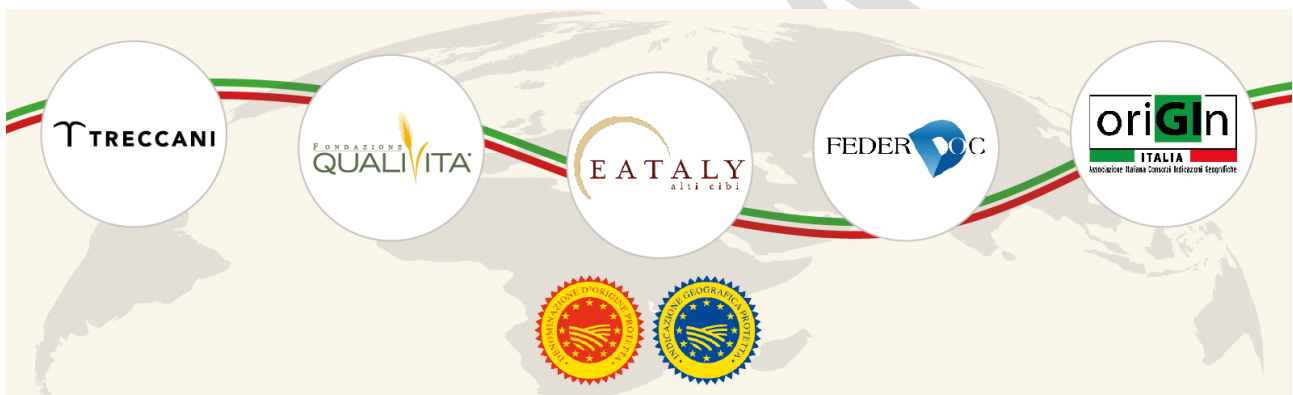 TRECCANI
FONDAZIONE
QUALIVITA
EATALY
alti cibi
FEDERDOC
oriGIn
ITALIA
Associazione Italiana Consorzi Indicazioni Geografiche
DENOMINAZIONE D'ORIGINE PROTETTA
INDICAZIONE GEOGRAFICA PROTETTA